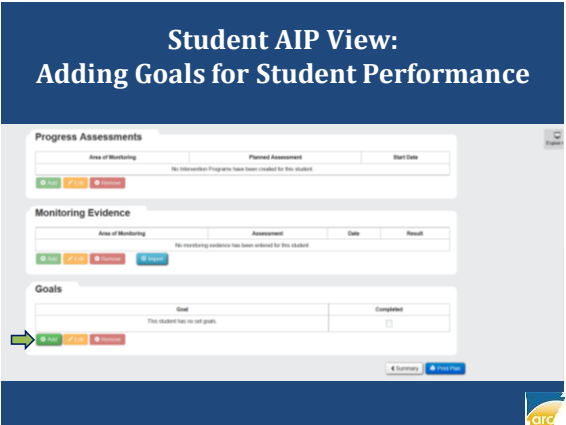 Student AIP View:
Adding Goals for Student Performance
Progress Assessments
Area of Monitoring Planned Assessment Start Date
No Intervention Programs have been created for this student.
Add Edit Remove
Monitoring Evidence
Area of Monitoring Assessment Date Result
No monitoring evidence has been entered for this student.
Add Edit Remove Import
Goals
Goal Completed
This student has no set goals.
Add Edit Remove
Summary Print Plan
arc